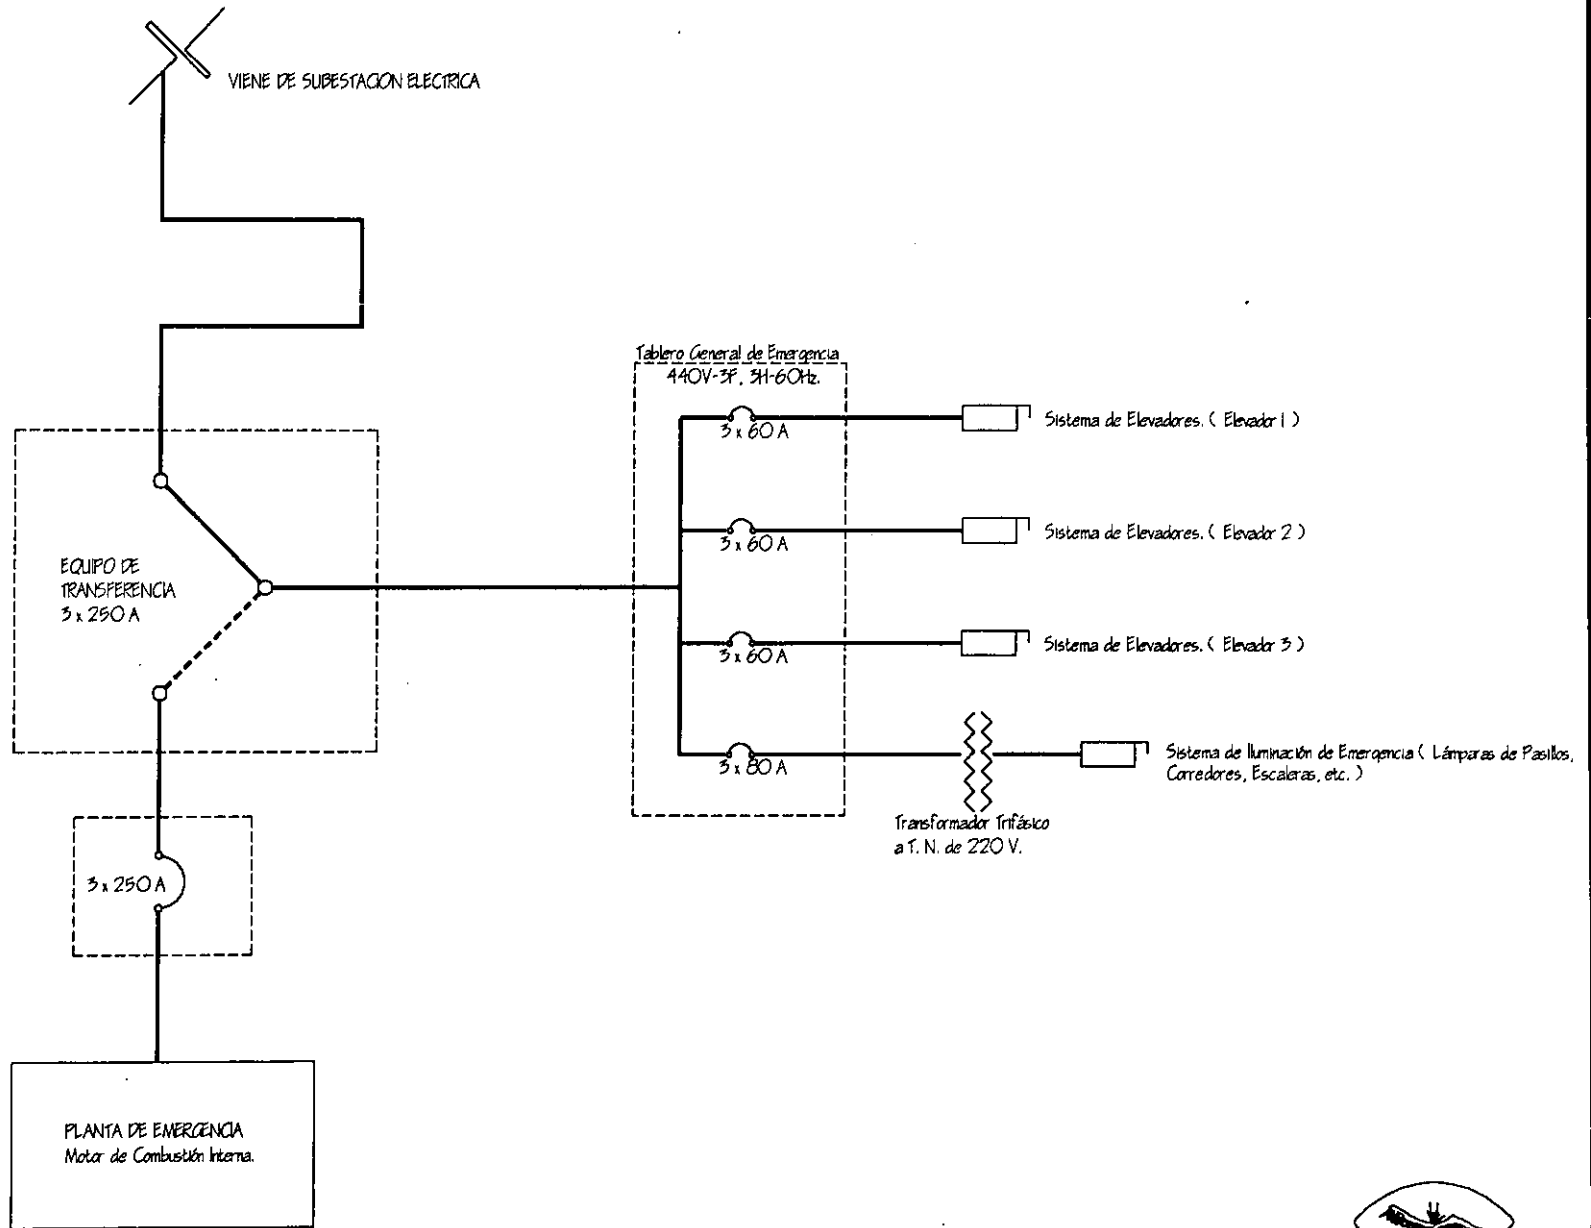 VIENE DE SUBESTACION ELECTRICA
Tablero General de Emergencia
440V-3F, 3H-60Hz.
3 x 60 A
Sistema de Elevadores. ( Elevador 1 )
3 x 60 A
Sistema de Elevadores. ( Elevador 2 )
EQUIPO DE
TRANSFERENCIA
3 x 250 A
3 x 60 A
Sistema de Elevadores. ( Elevador 3 )
3 x 80 A
Sistema de Iluminación de Emergencia ( Lámparas de Pasillos,
Corredores, Escaleras, etc. )
Transformador Trifásico
a T. N. de 220 V.
3 x 250 A
PLANTA DE EMERGENCIA
Motor de Combustión Interna.